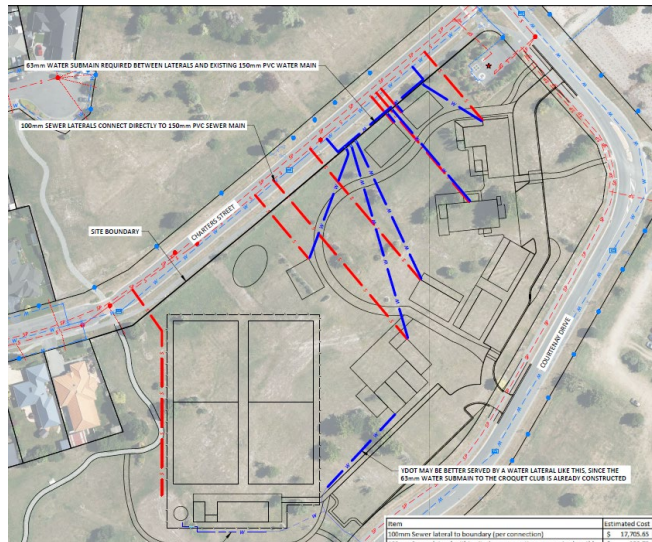 63mm WATER SUBMAIN REQUIRED BETWEEN LATERALS AND EXISTING 150mm PVC WATER MAIN
100mm SEWER LATERALS CONNECT DIRECTLY TO 150mm PVC SEWER MAIN
SITE BOUNDARY
CHARTERS STREET
COURTENAY DRIVE
YDOT MAY BE BETTER SERVED BY A WATER LATERAL LIKE THIS, SINCE THE
63mm WATER SUBMAIN TO THE CROQUET CLUB IS ALREADY CONSTRUCTED
Item Estimated Cost
100mm Sewer lateral to boundary (per connection) $ 17,705.65